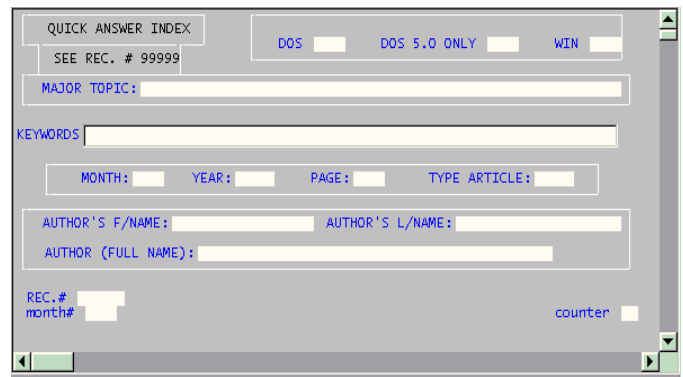 QUICK ANSWER INDEX
DOS DOS 5.0 ONLY WIN
SEE REC. # 99999
MAJOR TOPIC:
KEYWORDS
MONTH: YEAR: PAGE: TYPE ARTICLE:
AUTHOR'S F/NAME: AUTHOR'S L/NAME:
AUTHOR (FULL NAME):
REC.#
month# counter